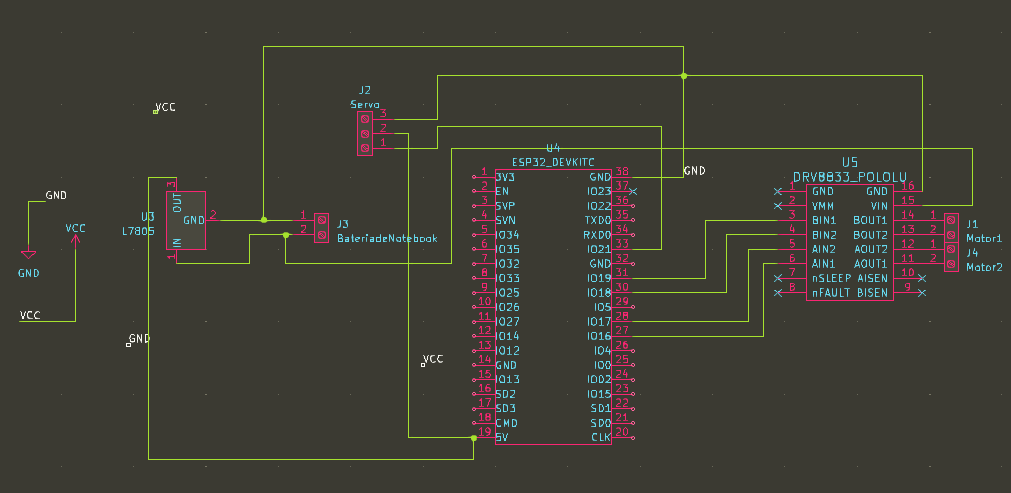 VCC
GND
VCC
GND
VCC
GND
U3
L7805
OUT
GND
IN
3
2
1
J3
BateriadeNotebook
1
2
J2
Servo
3
2
1
VCC
U4
ESP32_DEVKITC
1 3V3 GND 38
2 EN IO23 37
3 SVP IO22 36
4 SVN TXD0 35
5 IO34 RXD0 34
6 IO35 IO21 33
7 IO32 GND 32
8 IO33 IO19 31
9 IO25 IO18 30
10 IO26 IO5 29
11 IO27 IO17 28
12 IO14 IO16 27
13 IO12 IO4 26
14 GND IO0 25
15 IO13 IO02 24
16 SD2 IO15 23
17 SD3 SD1 22
18 CMD SD0 21
19 5V CLK 20
GND
U5
DRV8833_POLOLU
1 GND GND 16
2 VMM VIN 15
3 BIN1 BOUT1 14
4 BIN2 BOUT2 13
5 AIN2 AOUT2 12
6 AIN1 AOUT1 11
7 nSLEEP AISEN 10
8 nFAULT BISEN 9
1
2
J1
Motor1
1
2
J4
Motor2